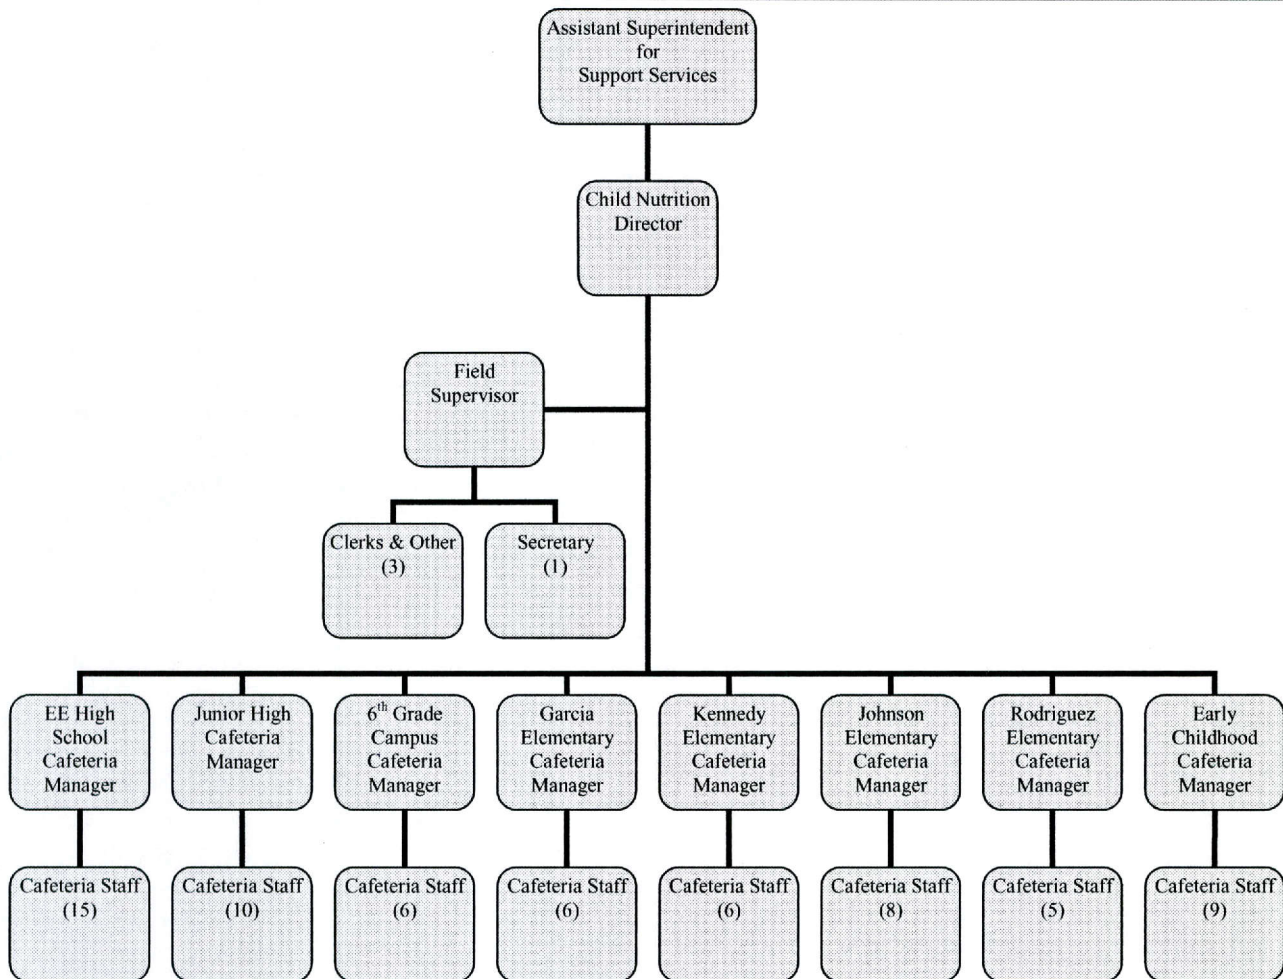 Assistant Superintendent
for
Support Services
Child Nutrition
Director
Field
Supervisor
Clerks & Other
(3)
Secretary
(1)
EE High
School
Cafeteria
Manager
Junior High
Cafeteria
Manager
6th Grade
Campus
Cafeteria
Manager
Garcia
Elementary
Cafeteria
Manager
Kennedy
Elementary
Cafeteria
Manager
Johnson
Elementary
Cafeteria
Manager
Rodriguez
Elementary
Cafeteria
Manager
Early
Childhood
Cafeteria
Manager
Cafeteria Staff
(15)
Cafeteria Staff
(10)
Cafeteria Staff
(6)
Cafeteria Staff
(6)
Cafeteria Staff
(6)
Cafeteria Staff
(8)
Cafeteria Staff
(5)
Cafeteria Staff
(9)